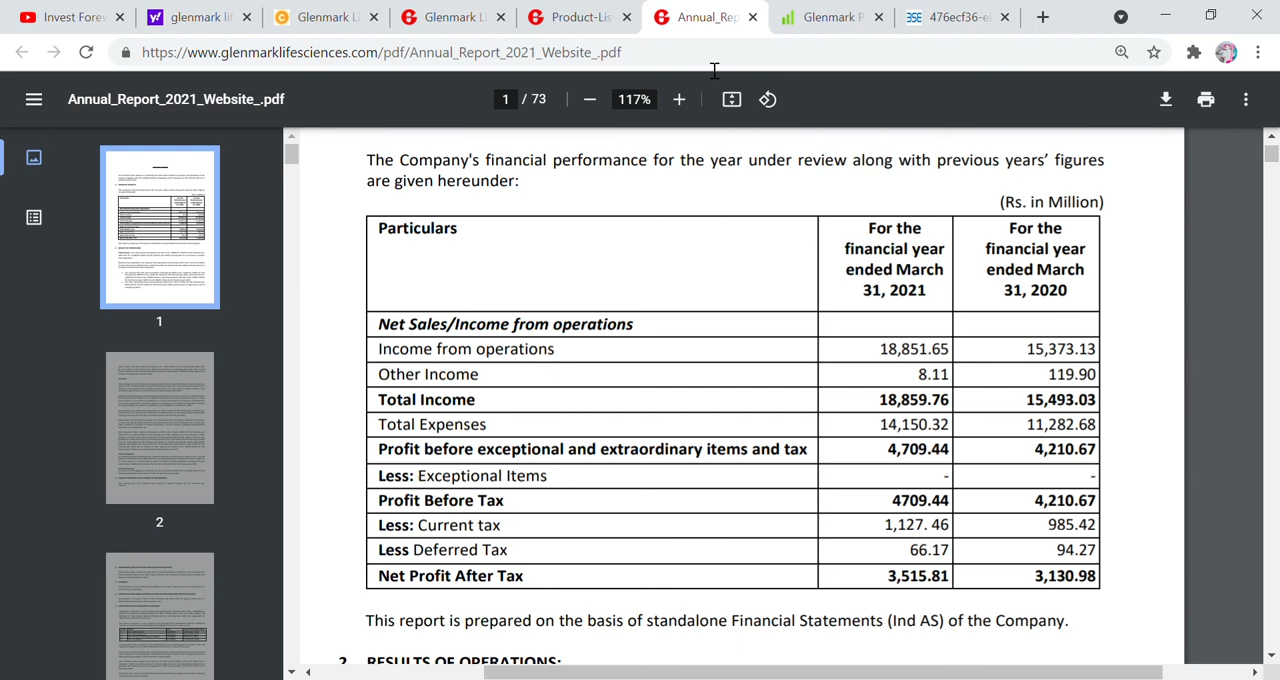 Invest Fore
glenmark li
Glenmark Li
Glenmark L
Product-Lis
Annual_Rep
Glenmark P
476ecf36-e
https://www.glenmarklifesciences.com/pdf/Annual_Report_2021_Website_.pdf
Annual_Report_2021_Website_.pdf
1 / 73
117%
1
2
The Company's financial performance for the year under review along with previous years' figures
are given hereunder:
(Rs. in Million)
Particulars For the financial year ended March 31, 2021 For the financial year ended March 31, 2020
Net Sales/Income from operations
Income from operations 18,851.65 15,373.13
Other Income 8.11 119.90
Total Income 18,859.76 15,493.03
Total Expenses 14,150.32 11,282.68
Profit before exceptional and extraordinary items and tax 4,709.44 4,210.67
Less: Exceptional Items - -
Profit Before Tax 4709.44 4,210.67
Less: Current tax 1,127. 46 985.42
Less Deferred Tax 66.17 94.27
Net Profit After Tax 3,515.81 3,130.98
This report is prepared on the basis of standalone Financial Statements (Ind AS) of the Company.
2 RESULTS OF OPERATIONS: